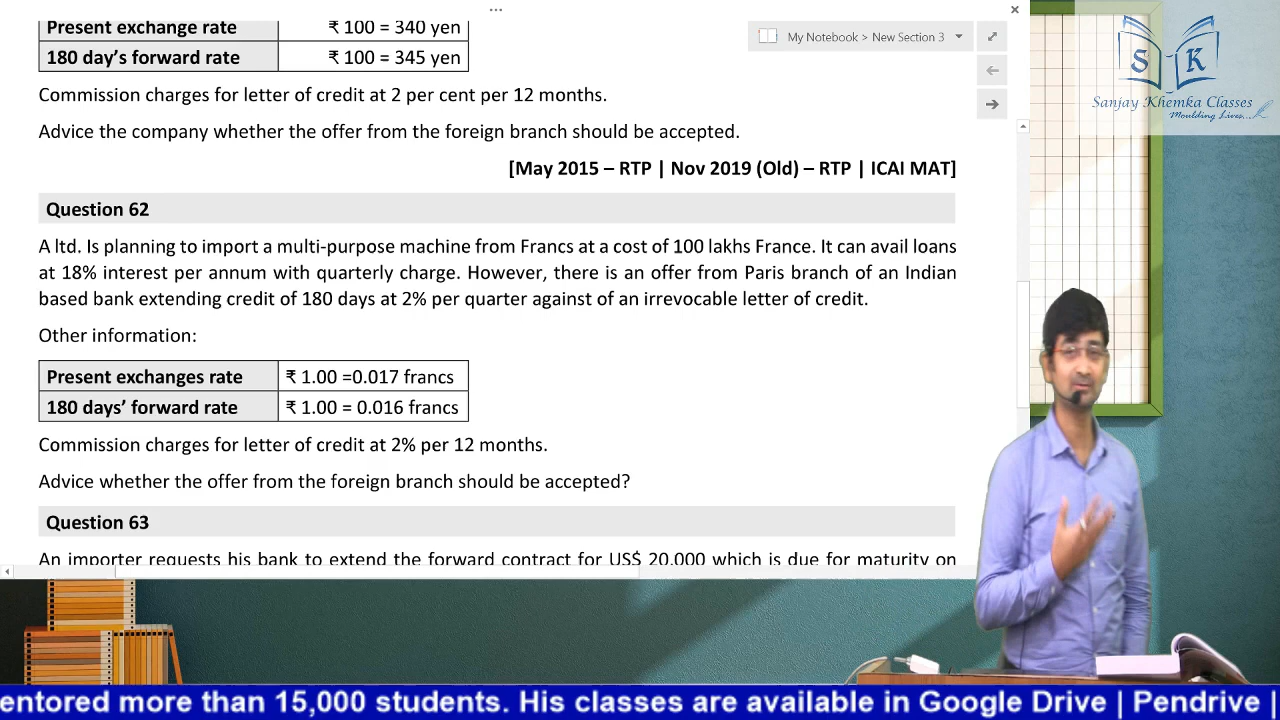 Present exchange rate ₹ 100 = 340 yen
180 day's forward rate ₹ 100 = 345 yen
My Notebook > New Section 3
Commission charges for letter of credit at 2 per cent per 12 months.
Advice the company whether the offer from the foreign branch should be accepted.
[May 2015 – RTP | Nov 2019 (Old) – RTP | ICAI MAT]
Question 62
A ltd. Is planning to import a multi-purpose machine from Francs at a cost of 100 lakhs France. It can avail loans
at 18% interest per annum with quarterly charge. However, there is an offer from Paris branch of an Indian
based bank extending credit of 180 days at 2% per quarter against of an irrevocable letter of credit.
Other information:
Present exchanges rate ₹ 1.00 =0.017 francs
180 days' forward rate ₹ 1.00 = 0.016 francs
Commission charges for letter of credit at 2% per 12 months.
Advice whether the offer from the foreign branch should be accepted?
Question 63
An importer requests his bank to extend the forward contract for US$ 20,000 which is due for maturity on
S K
Sanjay Khemka Classes
Moulding Lives...
entored more than 15,000 students. His classes are available in Google Drive | Pendrive |